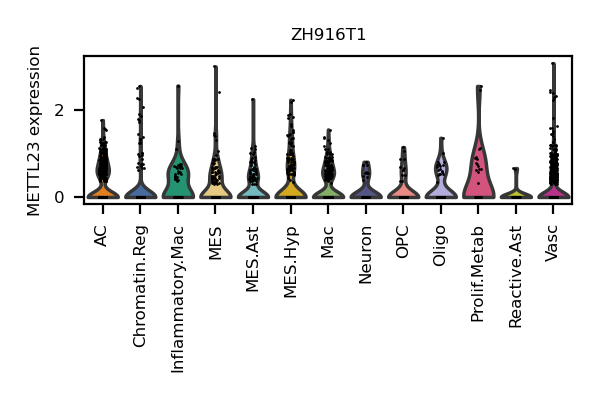 ZH916T1
METTL23 expression
2
0
AC
Chromatin.Reg
Inflammatory.Mac
MES
MES.Ast
MES.Hyp
Mac
Neuron
OPC
Oligo
Prolif.Metab
Reactive.Ast
Vasc